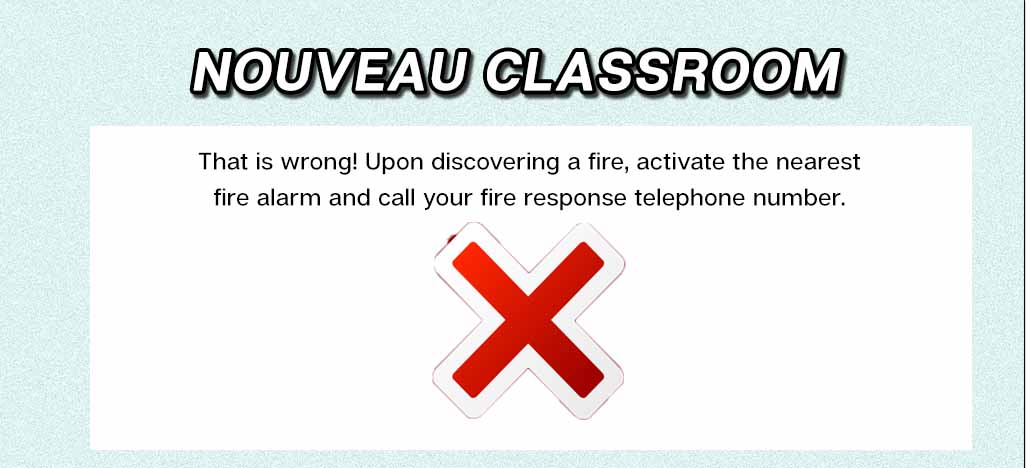 NOUVEAU CLASSROOM
That is wrong! Upon discovering a fire, activate the nearest
fire alarm and call your fire response telephone number.